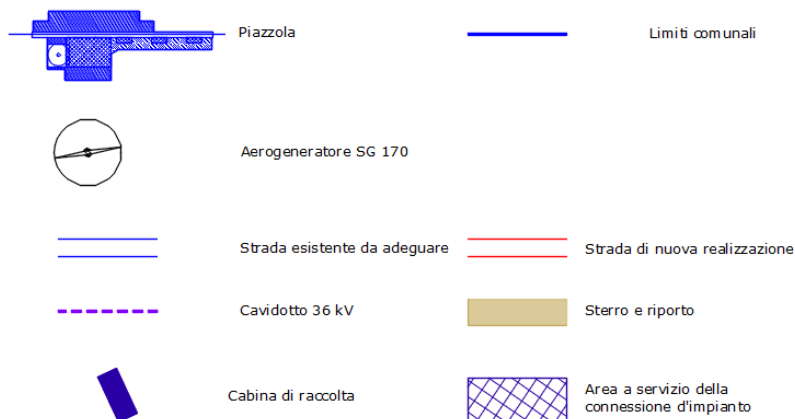 Piazzola
Limiti comunali
Aerogeneratore SG 170
Strada esistente da adeguare
Strada di nuova realizzazione
Cavidotto 36 kV
Sterro e riporto
Cabina di raccolta
Area a servizio della
connessione d'impianto